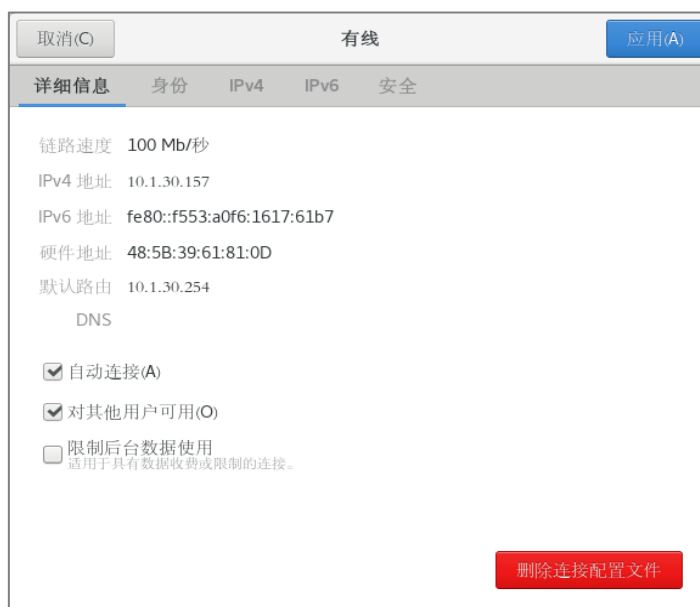 取消(C) 有线 应用(A)
详细信息 身份 IPv4 IPv6 安全
链路速度 100 Mb/秒
IPv4 地址 10.1.30.157
IPv6 地址 fe80::f553:a0f6:1617:61b7
硬件地址 48:5B:39:61:81:0D
默认路由 10.1.30.254
DNS
自动连接(A)
对其他用户可用(O)
限制后台数据使用
适用于具有数据收费或限制的连接。
删除连接配置文件